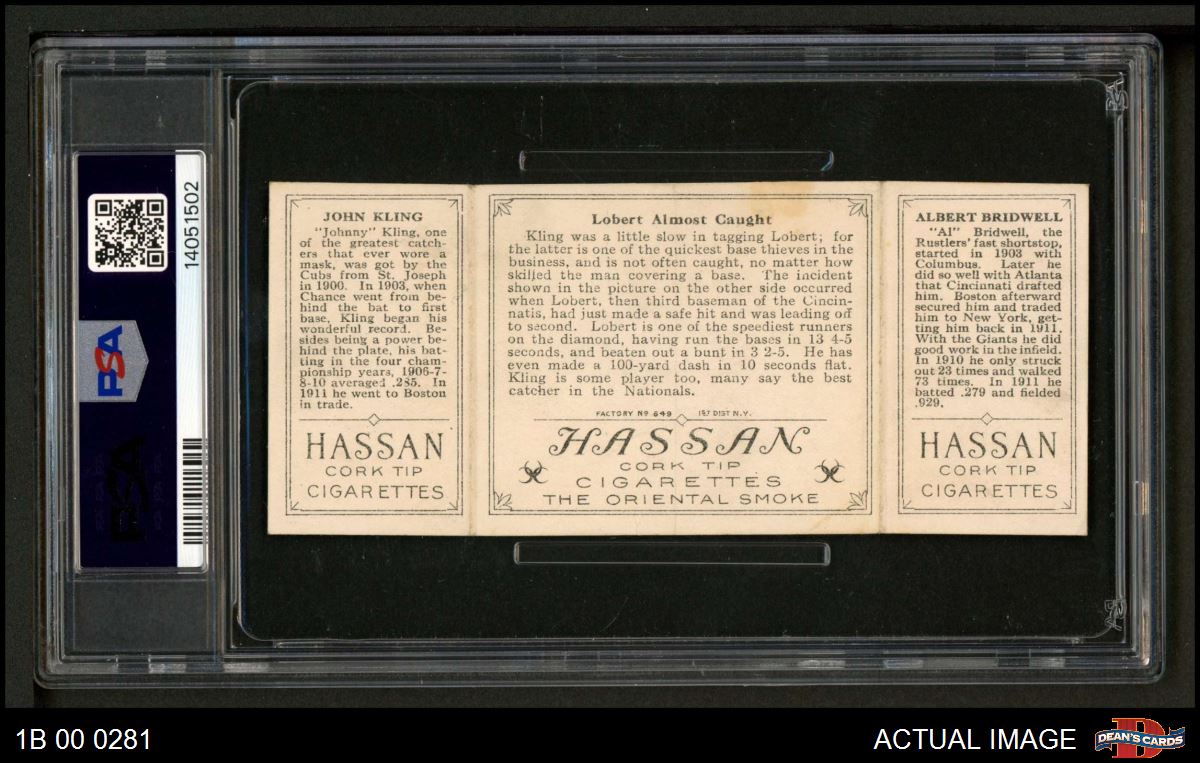 14051502
PSA
JOHN KLING
"Johnny" Kling, one
of the greatest catch-
ers that ever wore a
mask, was got by the
Cubs from St. Joseph
in 1900. In 1903, when
Chance went from be-
hind the bat to first
base, Kling began his
wonderful record. Be-
sides being a power be-
hind the plate, his bat-
ting in the four cham-
pionship years, 1906-7-
8-10 averaged .285. In
1911 he went to Boston
in trade.
HASSAN
CORK TIP
CIGARETTES
Lobert Almost Caught
Kling was a little slow in tagging Lobert; for
the latter is one of the quickest base thieves in the
business, and is not often caught, no matter how
skilled the man covering a base. The incident
shown in the picture on the other side occurred
when Lobert, then third baseman of the Cincin-
natis, had just made a safe hit and was leading off
to second. Lobert is one of the speediest runners
on the diamond, having run the bases in 13 4-5
seconds, and beaten out a bunt in 3 2-5. He has
even made a 100-yard dash in 10 seconds flat.
Kling is some player too, many say the best
catcher in the Nationals.
FACTORY Nº 649 1ST DIST N.Y.
HASSAN
CORK TIP
CIGARETTES
THE ORIENTAL SMOKE
ALBERT BRIDWELL
"Al" Bridwell, the
Rustlers' fast shortstop,
started in 1903 with
Columbus. Later he
did so well with Atlanta
that Cincinnati drafted
him. Boston afterward
secured him and traded
him to New York, get-
ting him back in 1911.
With the Giants he did
good work in the infield.
In 1910 he only struck
out 23 times and walked
73 times. In 1911 he
batted .279 and fielded
.929.
HASSAN
CORK TIP
CIGARETTES
1B 00 0281
ACTUAL IMAGE
DEAN'S CARDS